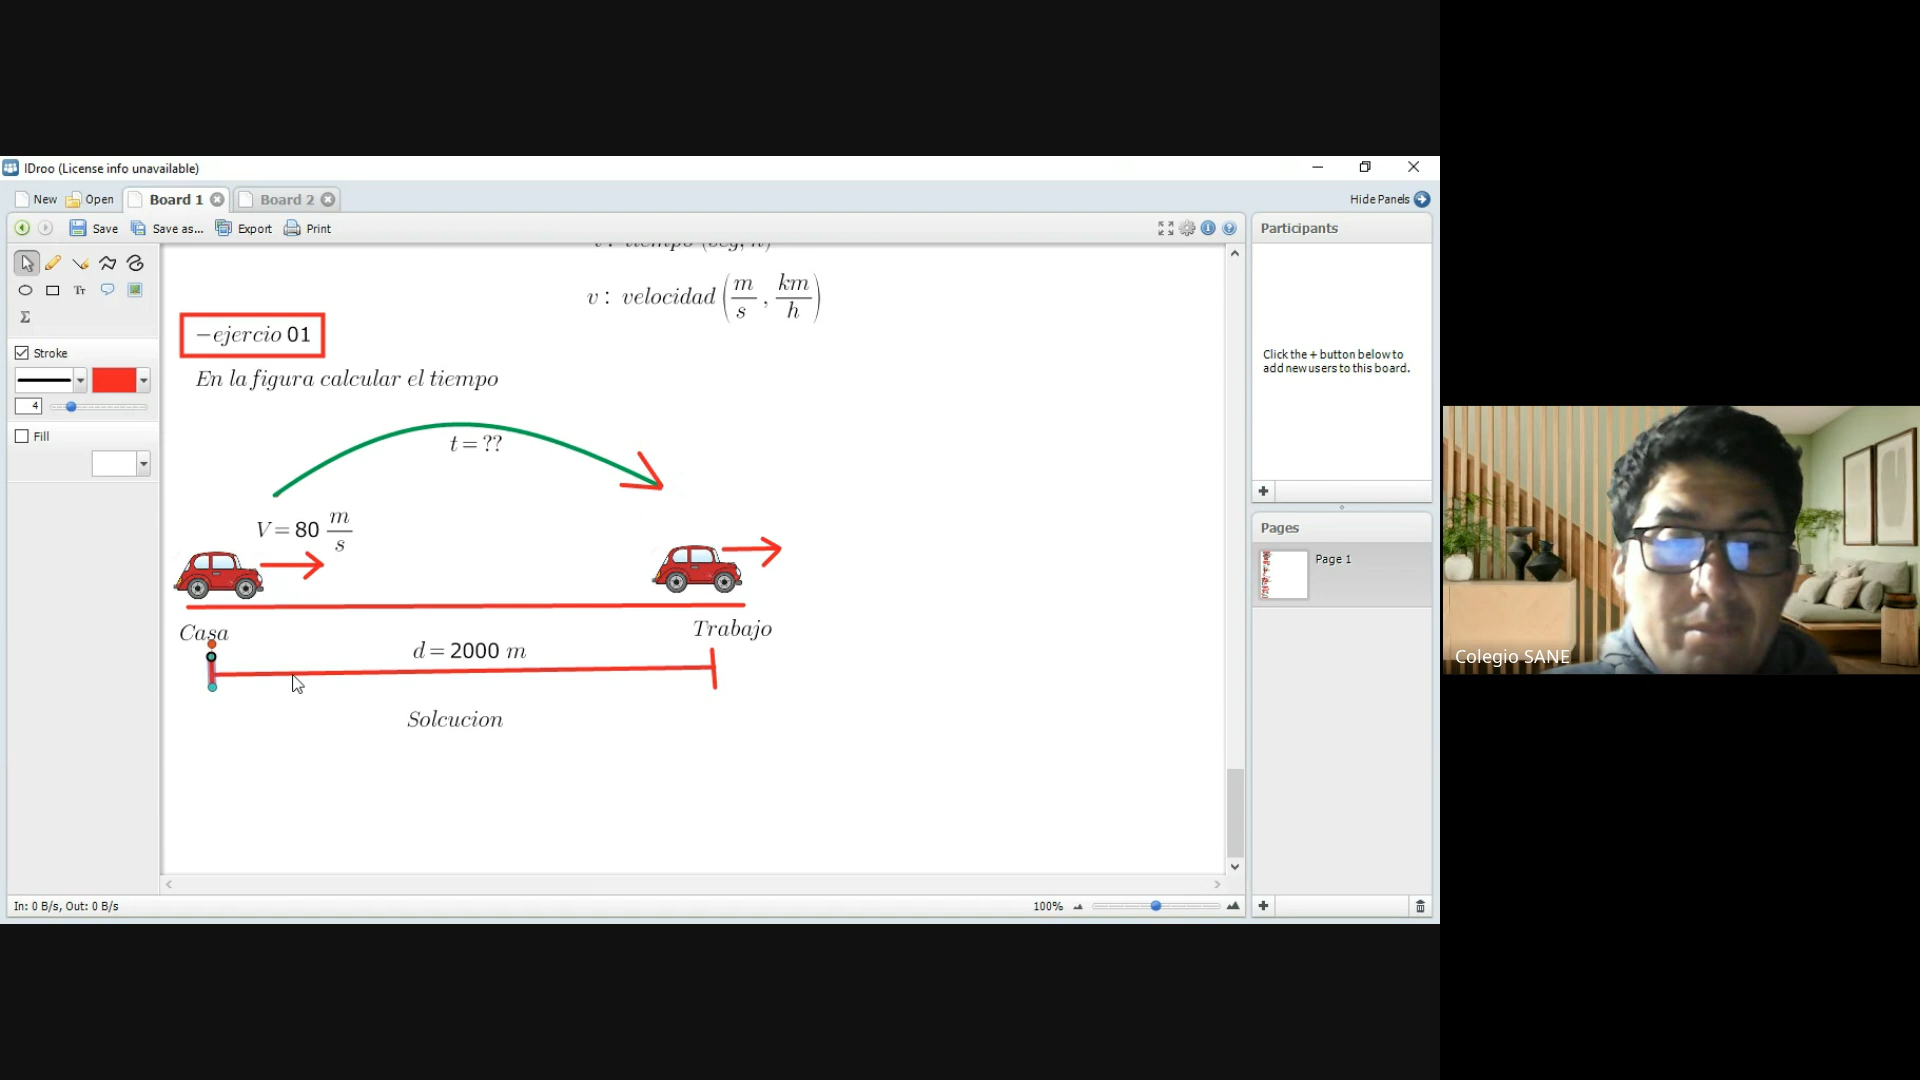 IDroo (License info unavailable)
New Open Board 1 Board 2 Hide Panels
Save Save as... Export Print Participants
v : velocidad (m/s , km/h)
−ejercio 01
En la figura calcular el tiempo
t = ??
V = 80 m/s
Casa Trabajo
d = 2000 m
Solcucion
Stroke
4
Fill
Click the + button below to
add new users to this board.
Pages
Page 1
Colegio SANE
In: 0 B/s, Out: 0 B/s 100%